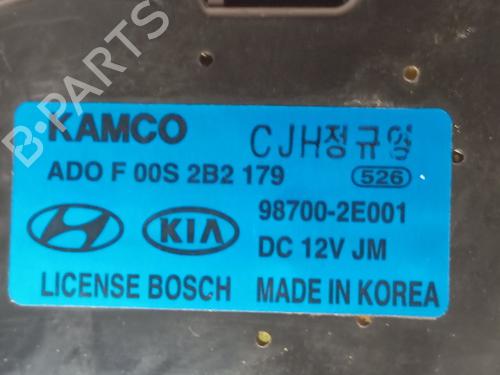 KAMCO CJH정규영
ADO F 00S 2B2 179 526
98700-2E001
KIA
DC 12V JM
LICENSE BOSCH MADE IN KOREA
B-PARTS